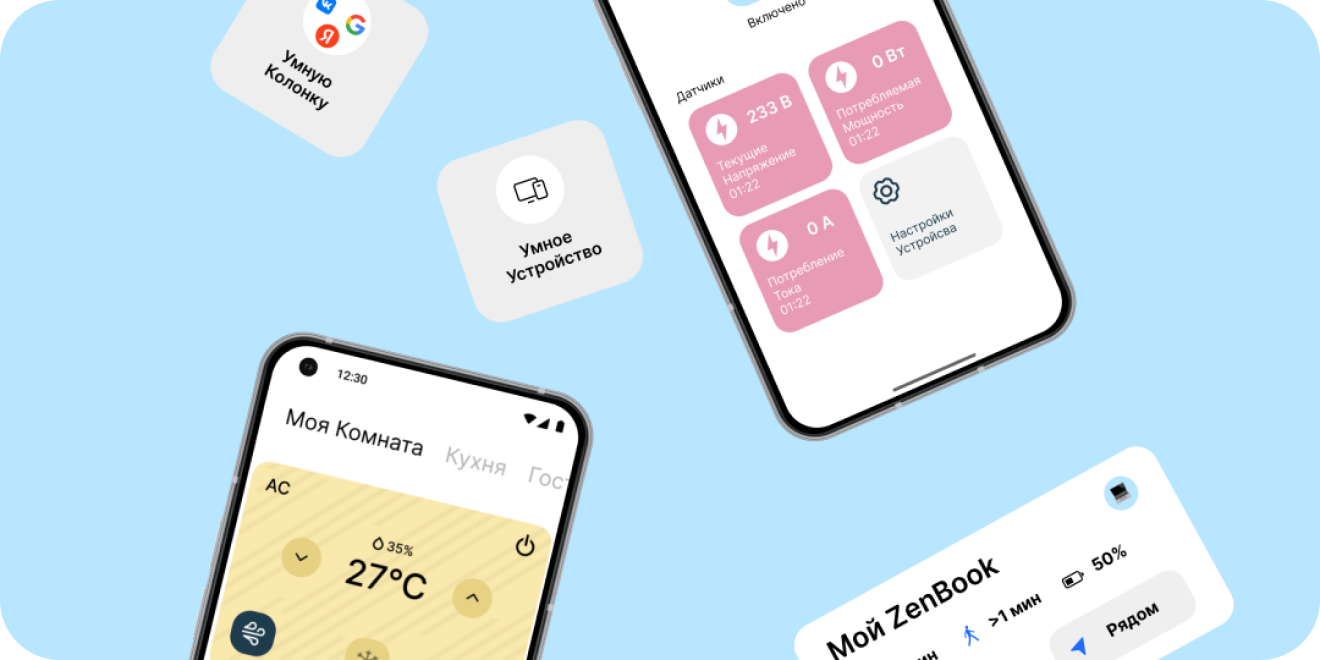 Умную
Колонку
Умное
Устройство
Включено
Датчики
233 В
Текущие
Напряжение
01:22
0 Вт
Потребляемая
Мощность
01:22
0 А
Потребление
Тока
01:22
Настройки
Устройсва
12:30
Моя Комната Кухня Гост
AC
35%
27°C
Мой ZenBook
>1 мин
50%
Рядом